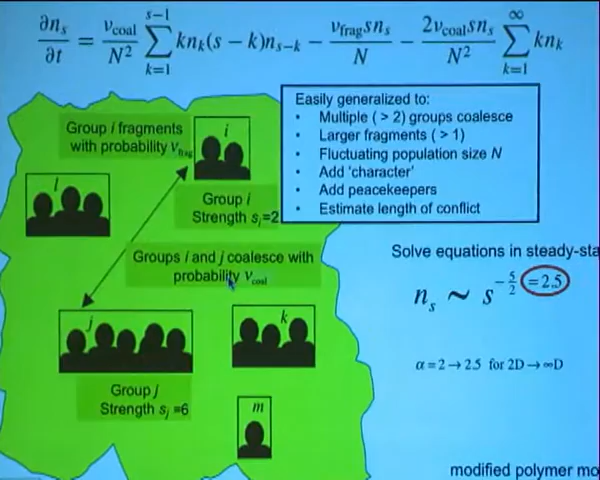 ∂n_s/∂t = ν_coal/N² Σ_{k=1}^{s−1} kn_k(s−k)n_{s−k} − ν_frag sn_s/N − 2ν_coal sn_s/N² Σ_{k=1}^{∞} kn_k
Easily generalized to:
• Multiple ( > 2) groups coalesce
• Larger fragments ( > 1)
• Fluctuating population size N
• Add 'character'
• Add peacekeepers
• Estimate length of conflict
Group i fragments
with probability ν_frag
i
l
Group i
Strength s_i=2
Groups i and j coalesce with
probability ν_coal
j
k
Group j
Strength s_j =6
m
Solve equations in steady-sta
n_s ~ s^{−5/2} (= 2.5)
α = 2 → 2.5 for 2D → ∞D
modified polymer mo